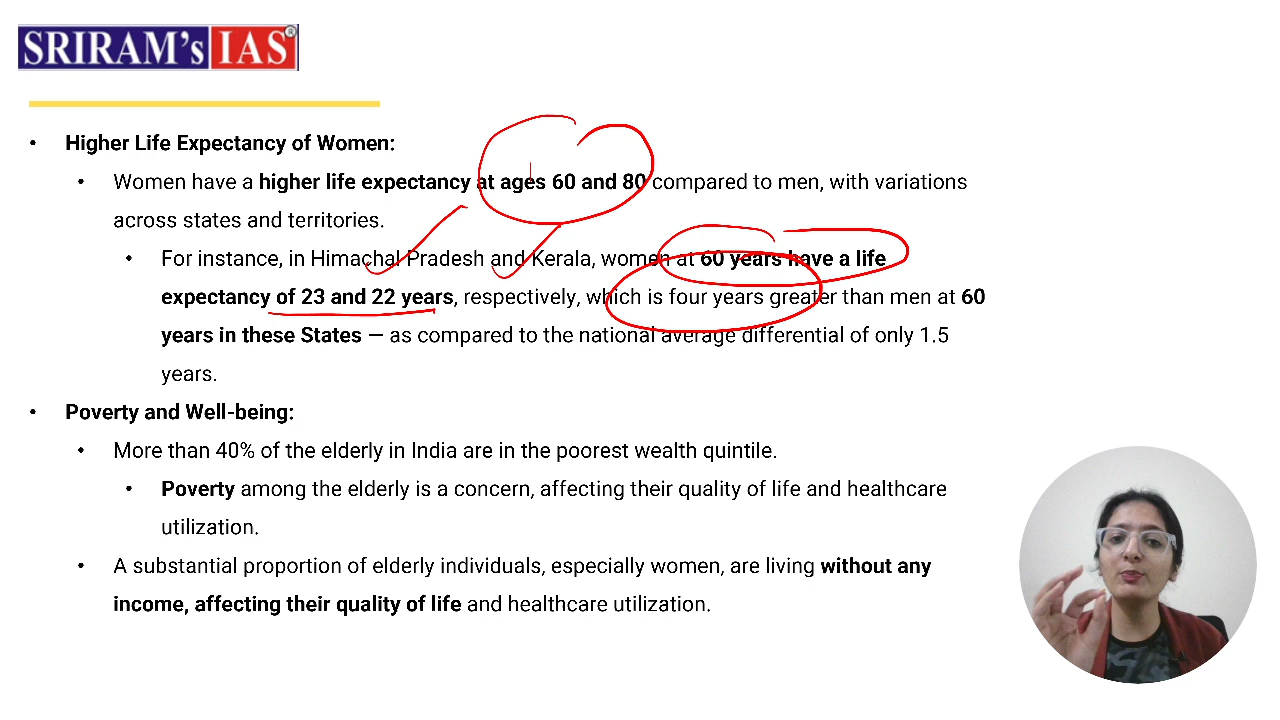 SRIRAM's IAS®
• Higher Life Expectancy of Women:
• Women have a higher life expectancy at ages 60 and 80 compared to men, with variations
across states and territories.
• For instance, in Himachal Pradesh and Kerala, women at 60 years have a life
expectancy of 23 and 22 years, respectively, which is four years greater than men at 60
years in these States — as compared to the national average differential of only 1.5
years.
• Poverty and Well-being:
• More than 40% of the elderly in India are in the poorest wealth quintile.
• Poverty among the elderly is a concern, affecting their quality of life and healthcare
utilization.
• A substantial proportion of elderly individuals, especially women, are living without any
income, affecting their quality of life and healthcare utilization.